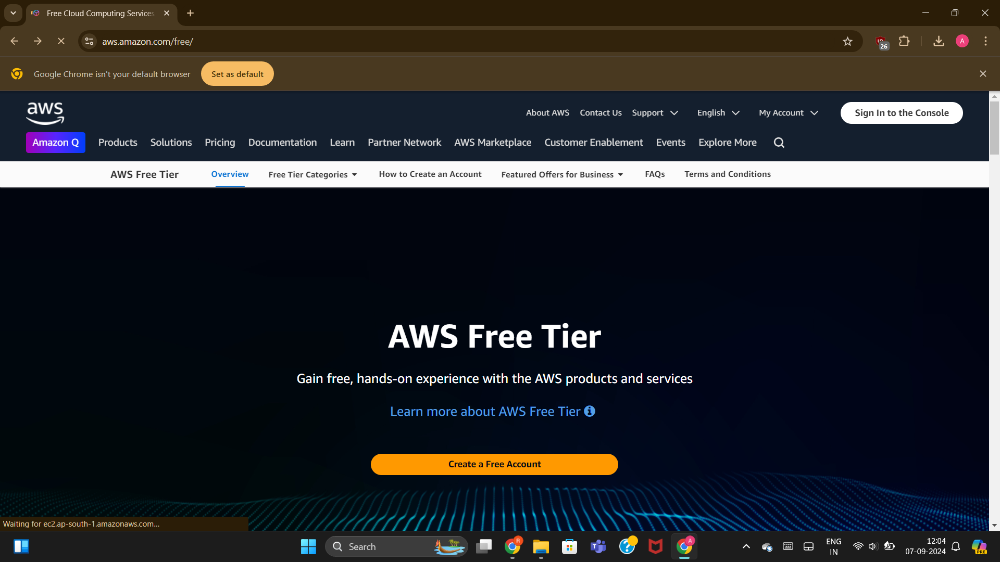 Free Cloud Computing Services
aws.amazon.com/free/
26
A
Google Chrome isn't your default browser
Set as default
aws
About AWS
Contact Us
Support
English
My Account
Sign In to the Console
Amazon Q
Products
Solutions
Pricing
Documentation
Learn
Partner Network
AWS Marketplace
Customer Enablement
Events
Explore More
AWS Free Tier
Overview
Free Tier Categories
How to Create an Account
Featured Offers for Business
FAQs
Terms and Conditions
AWS Free Tier
Gain free, hands-on experience with the AWS products and services
Learn more about AWS Free Tier
Create a Free Account
Waiting for ec2.ap-south-1.amazonaws.com...
Search
R
T
A
ENG
IN
12:04
07-09-2024
PRE